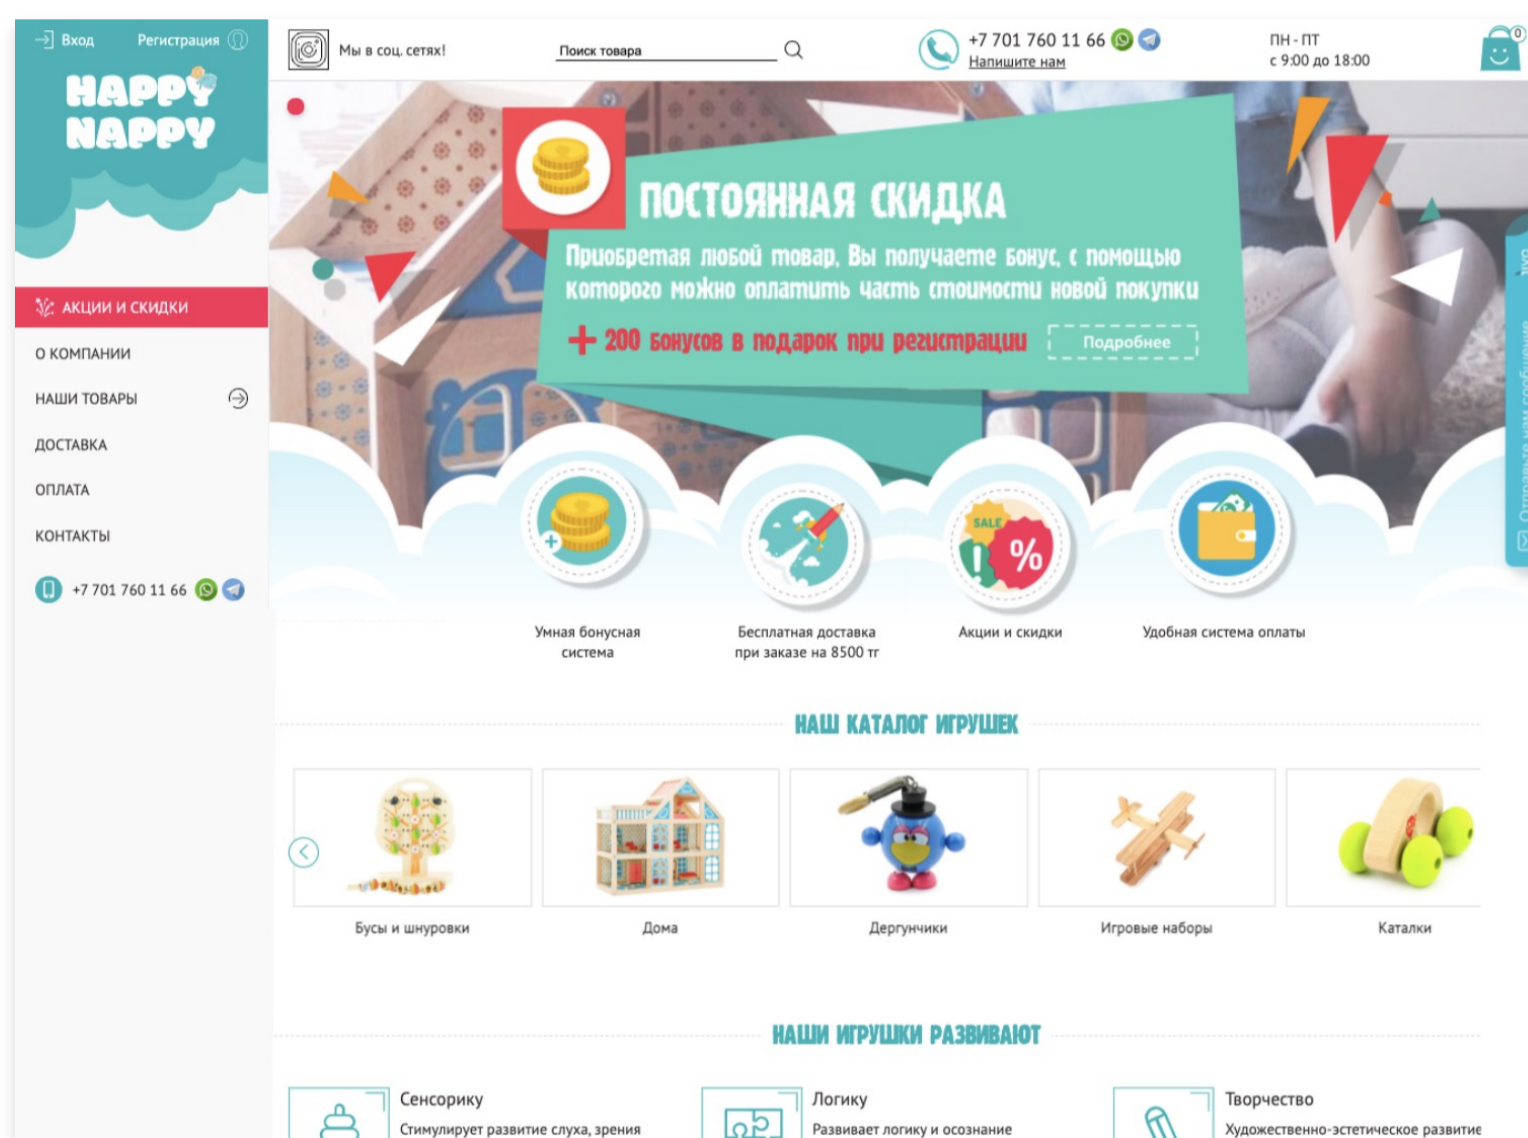 Вход
Регистрация
HAPPY
NAPPY
Мы в соц. сетях!
Поиск товара
+7 701 760 11 66
Напишите нам
ПН - ПТ
с 9:00 до 18:00
0
АКЦИИ И СКИДКИ
О КОМПАНИИ
НАШИ ТОВАРЫ
ДОСТАВКА
ОПЛАТА
КОНТАКТЫ
+7 701 760 11 66
ПОСТОЯННАЯ СКИДКА
Приобретая любой товар, Вы получаете бонус, с помощью
которого можно оплатить часть стоимости новой покупки
+ 200 бонусов в подарок при регистрации
Подробнее
Отправьте нам сообщение
SALE
!
%
Умная бонусная
система
Бесплатная доставка
при заказе на 8500 тг
Акции и скидки
Удобная система оплаты
НАШ КАТАЛОГ ИГРУШЕК
Бусы и шнуровки
Дома
Дергунчики
Игровые наборы
Каталки
НАШИ ИГРУШКИ РАЗВИВАЮТ
Сенсорику
Стимулирует развитие слуха, зрения
Логику
Развивает логику и осознание
Творчество
Художественно-эстетическое развитие